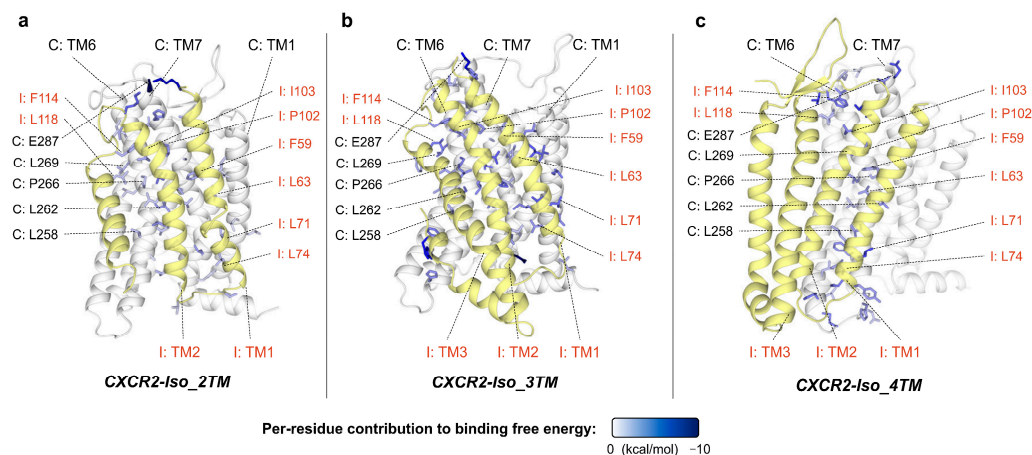 a
C: TM6
C: TM7
C: TM1
I: F114
I: L118
C: E287
C: L269
C: P266
C: L262
C: L258
I: I103
I: P102
I: F59
I: L63
I: L71
I: L74
I: TM2
I: TM1
CXCR2-Iso_2TM
b
C: TM6
C: TM7
C: TM1
I: F114
I: L118
C: E287
C: L269
C: P266
C: L262
C: L258
I: I103
I: P102
I: F59
I: L63
I: L71
I: L74
I: TM3
I: TM2
I: TM1
CXCR2-Iso_3TM
c
C: TM6
C: TM7
I: F114
I: L118
C: E287
C: L269
C: P266
C: L262
C: L258
I: I103
I: P102
I: F59
I: L63
I: L71
I: L74
I: TM3
I: TM2
I: TM1
CXCR2-Iso_4TM
Per-residue contribution to binding free energy:
0 (kcal/mol) −10